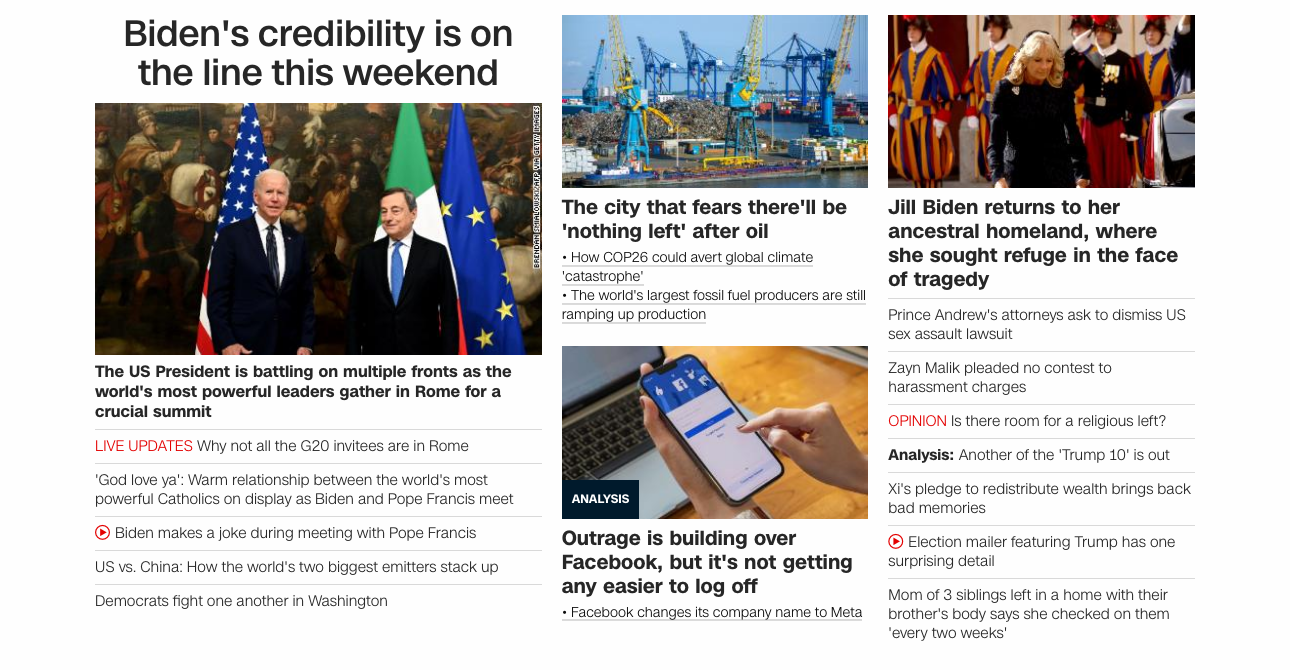 Biden's credibility is on
the line this weekend
BRENDAN SMIALOWSKI/AFP VIA GETTY IMAGES
The US President is battling on multiple fronts as the
world's most powerful leaders gather in Rome for a
crucial summit
LIVE UPDATES Why not all the G20 invitees are in Rome
'God love ya': Warm relationship between the world's most
powerful Catholics on display as Biden and Pope Francis meet
Biden makes a joke during meeting with Pope Francis
US vs. China: How the world's two biggest emitters stack up
Democrats fight one another in Washington
The city that fears there'll be
'nothing left' after oil
• How COP26 could avert global climate
'catastrophe'
• The world's largest fossil fuel producers are still
ramping up production
ANALYSIS
Outrage is building over
Facebook, but it's not getting
any easier to log off
• Facebook changes its company name to Meta
Jill Biden returns to her
ancestral homeland, where
she sought refuge in the face
of tragedy
Prince Andrew's attorneys ask to dismiss US
sex assault lawsuit
Zayn Malik pleaded no contest to
harassment charges
OPINION Is there room for a religious left?
Analysis: Another of the 'Trump 10' is out
Xi's pledge to redistribute wealth brings back
bad memories
Election mailer featuring Trump has one
surprising detail
Mom of 3 siblings left in a home with their
brother's body says she checked on them
'every two weeks'